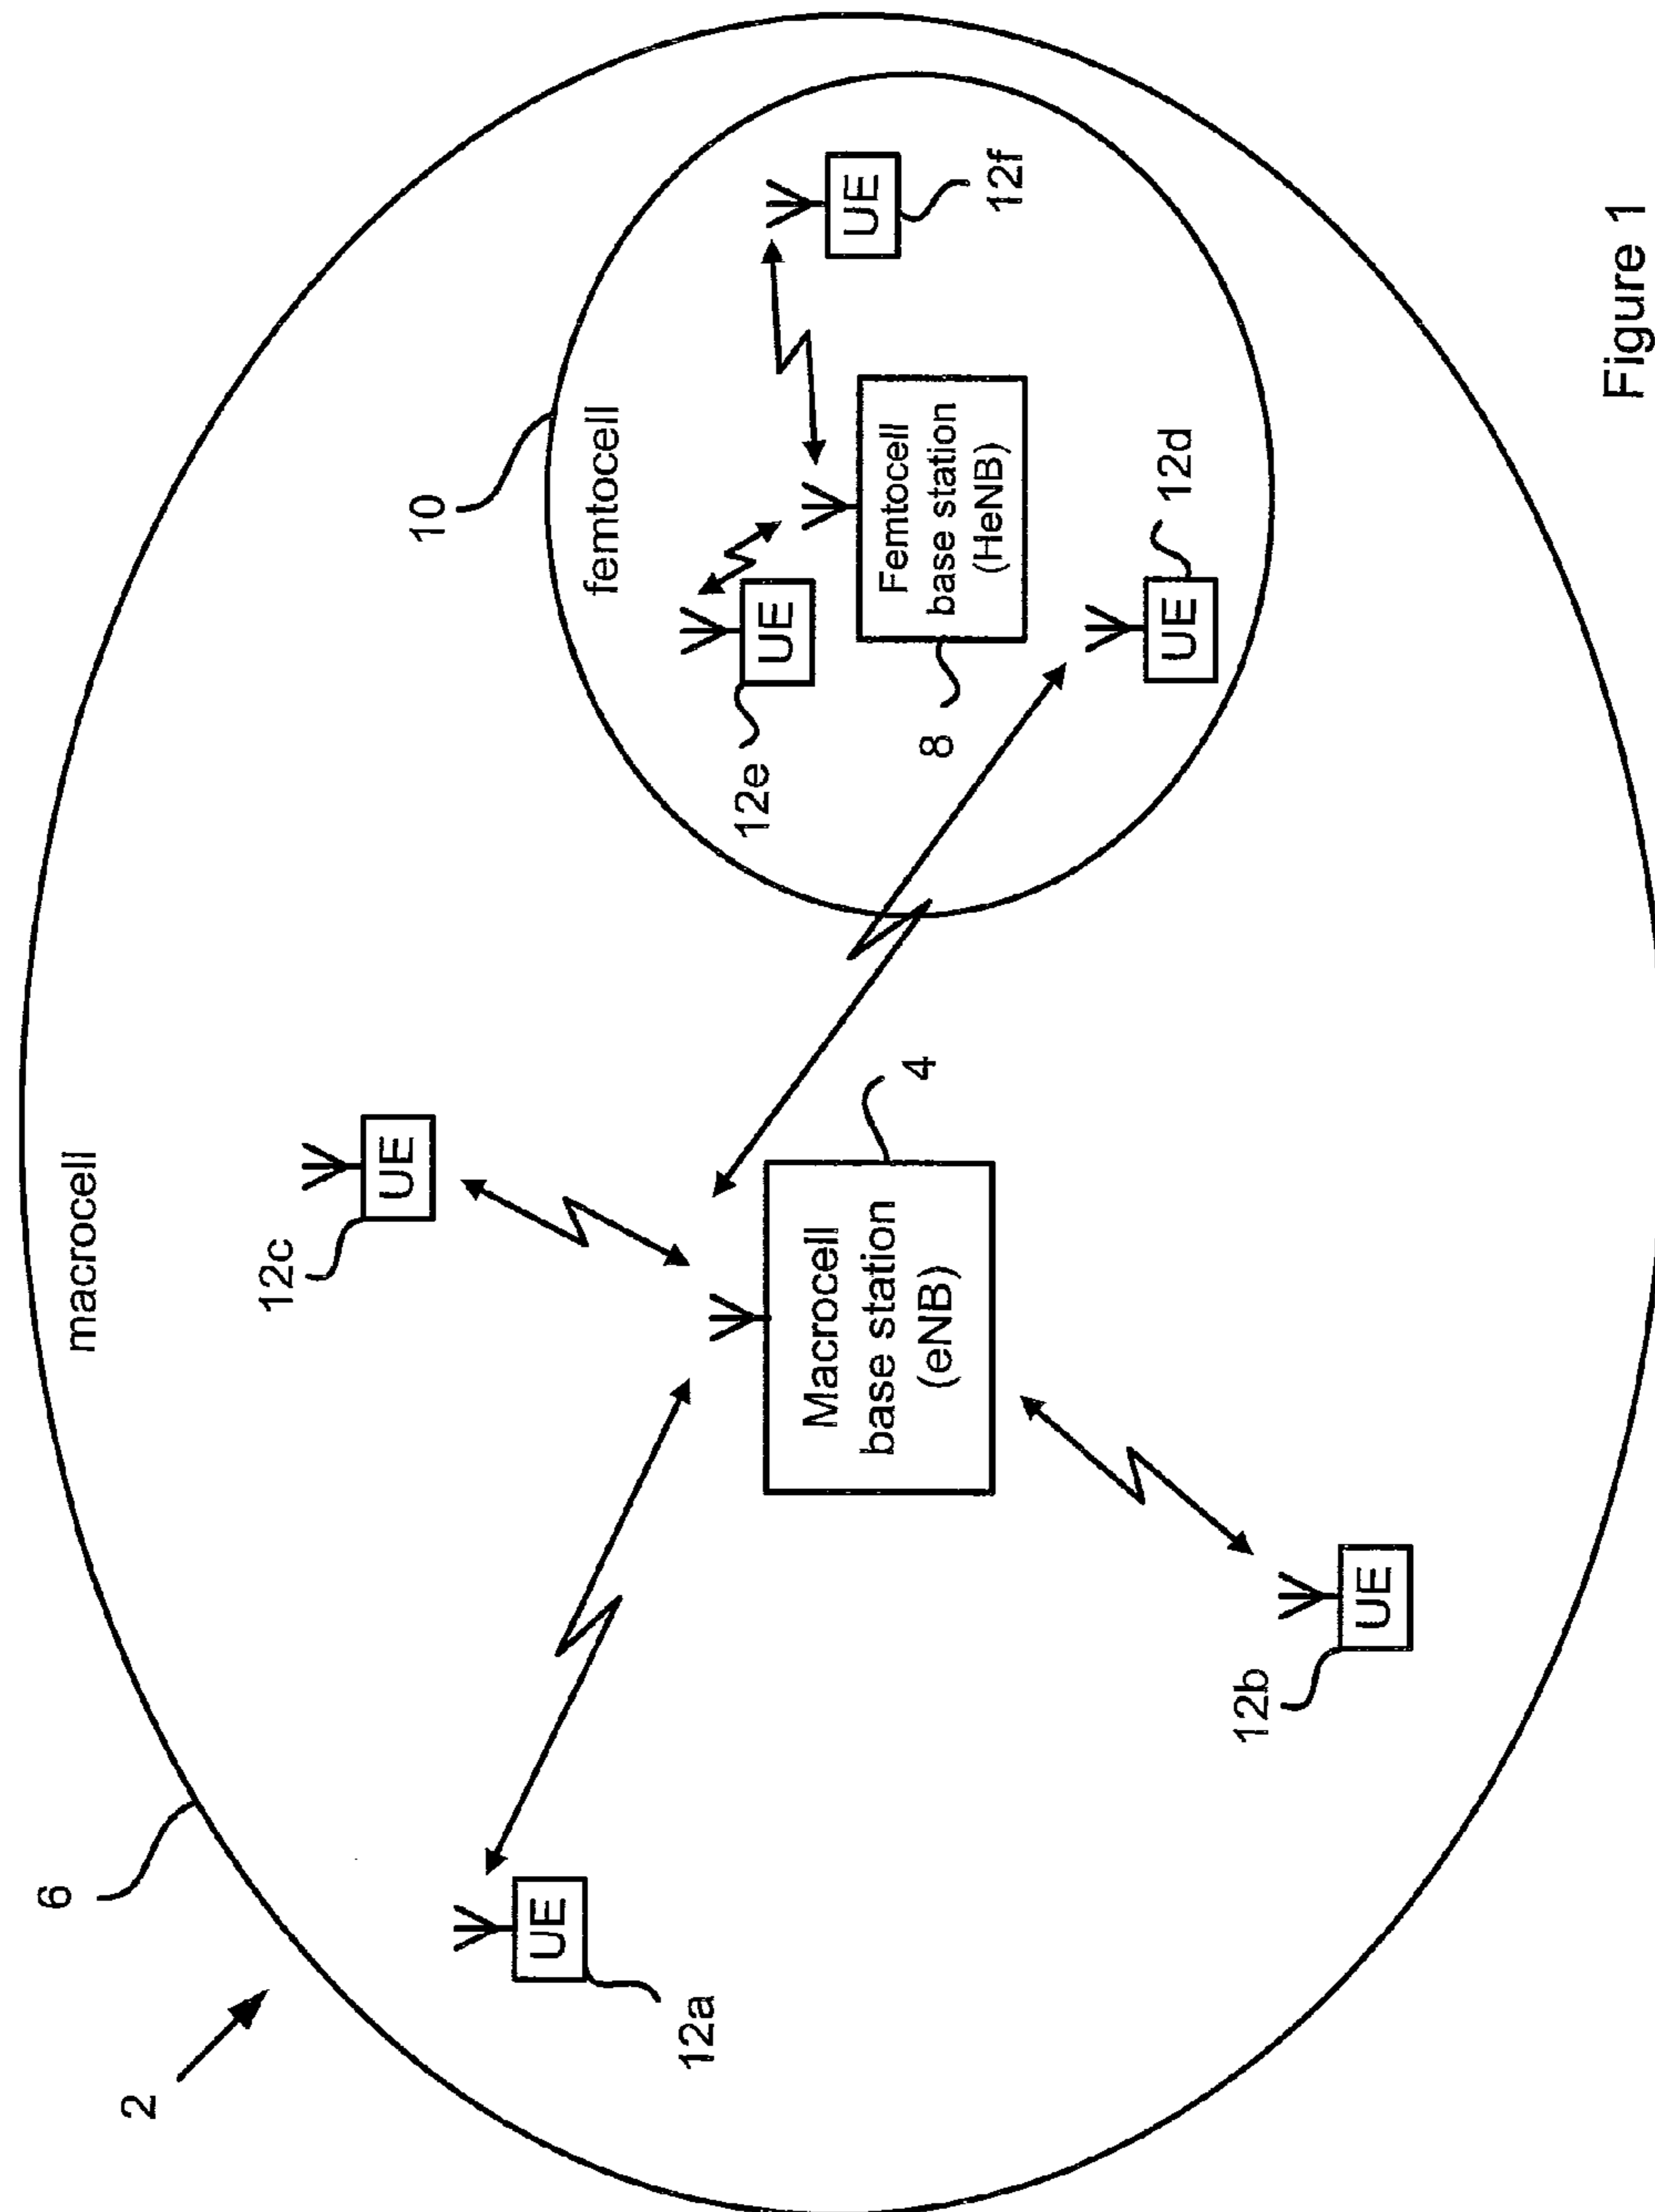 2
6
macrocell
12c
UE
10
femtocell
12e
UE
UE
12f
8
Femtocell
base station
(HeNB)
UE
12d
12a
UE
Macrocell
base station
(eNB)
4
12b
UE
Figure 1